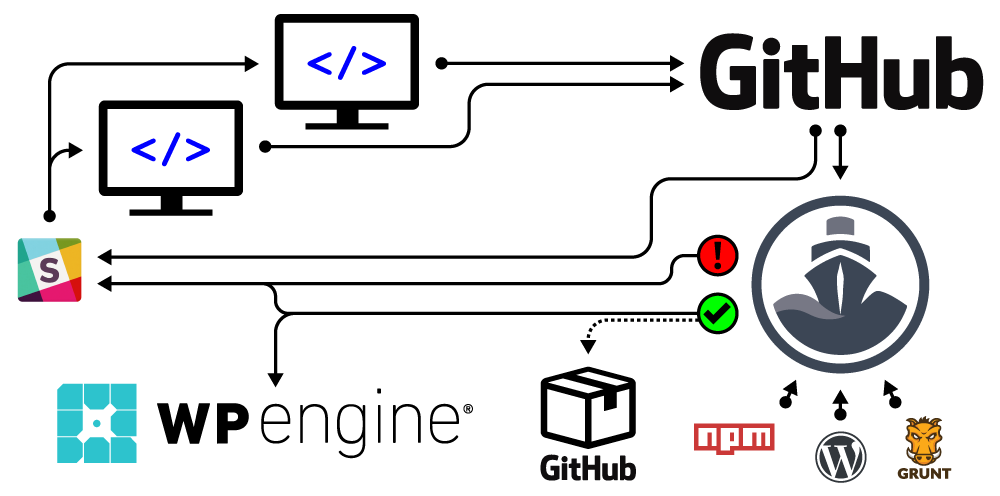 </>
GitHub
</>
S
!
WP engine®
GitHub
npm
W
GRUNT